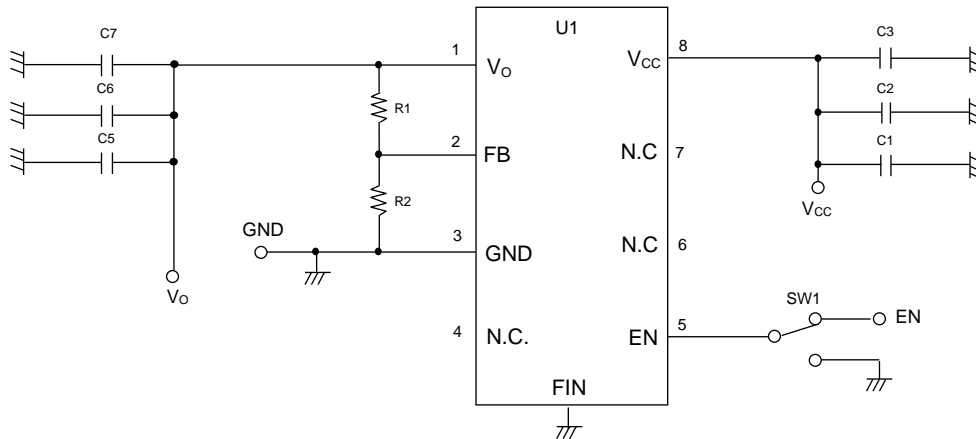 C7
C6
C5
VO
GND
R1
R2
U1
1
VO
2
FB
3
GND
4
N.C.
8
VCC
7
N.C
6
N.C
5
EN
FIN
C3
C2
C1
VCC
SW1
EN